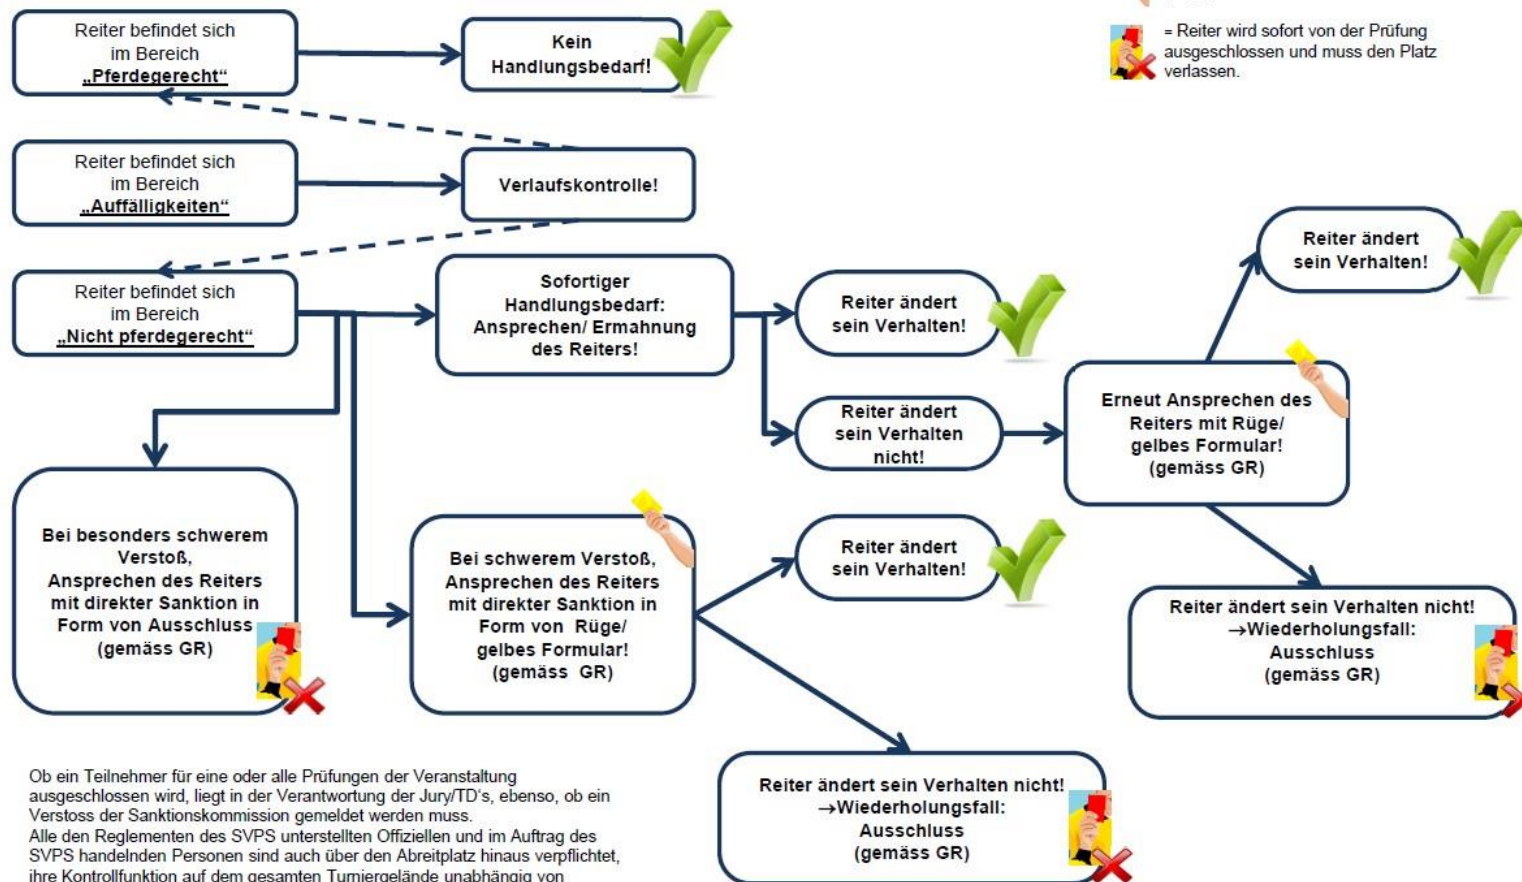 Reiter befindet sich
im Bereich
„Pferdegerecht“
Kein
Handlungsbedarf!
= Reiter wird sofort von der Prüfung
ausgeschlossen und muss den Platz
verlassen.
Reiter befindet sich
im Bereich
„Auffälligkeiten“
Verlaufskontrolle!
Reiter befindet sich
im Bereich
„Nicht pferdegerecht“
Sofortiger
Handlungsbedarf:
Ansprechen/ Ermahnung
des Reiters!
Reiter ändert
sein Verhalten!
Reiter ändert
sein Verhalten
nicht!
Erneut Ansprechen des
Reiters mit Rüge/
gelbes Formular!
(gemäss GR)
Reiter ändert
sein Verhalten!
Reiter ändert sein Verhalten nicht!
→Wiederholungsfall:
Ausschluss
(gemäss GR)
Bei besonders schwerem
Verstoß,
Ansprechen des Reiters
mit direkter Sanktion in
Form von Ausschluss
(gemäss GR)
Bei schwerem Verstoß,
Ansprechen des Reiters
mit direkter Sanktion in
Form von Rüge/
gelbes Formular!
(gemäss GR)
Reiter ändert
sein Verhalten!
Reiter ändert sein Verhalten nicht!
→Wiederholungsfall:
Ausschluss
(gemäss GR)
Ob ein Teilnehmer für eine oder alle Prüfungen der Veranstaltung
ausgeschlossen wird, liegt in der Verantwortung der Jury/TD‘s, ebenso, ob ein
Verstoss der Sanktionskommission gemeldet werden muss.
Alle den Reglementen des SVPS unterstellten Offiziellen und im Auftrag des
SVPS handelnden Personen sind auch über den Abreitplatz hinaus verpflichtet,
ihre Kontrollfunktion auf dem gesamten Turniergelände unabhängig von